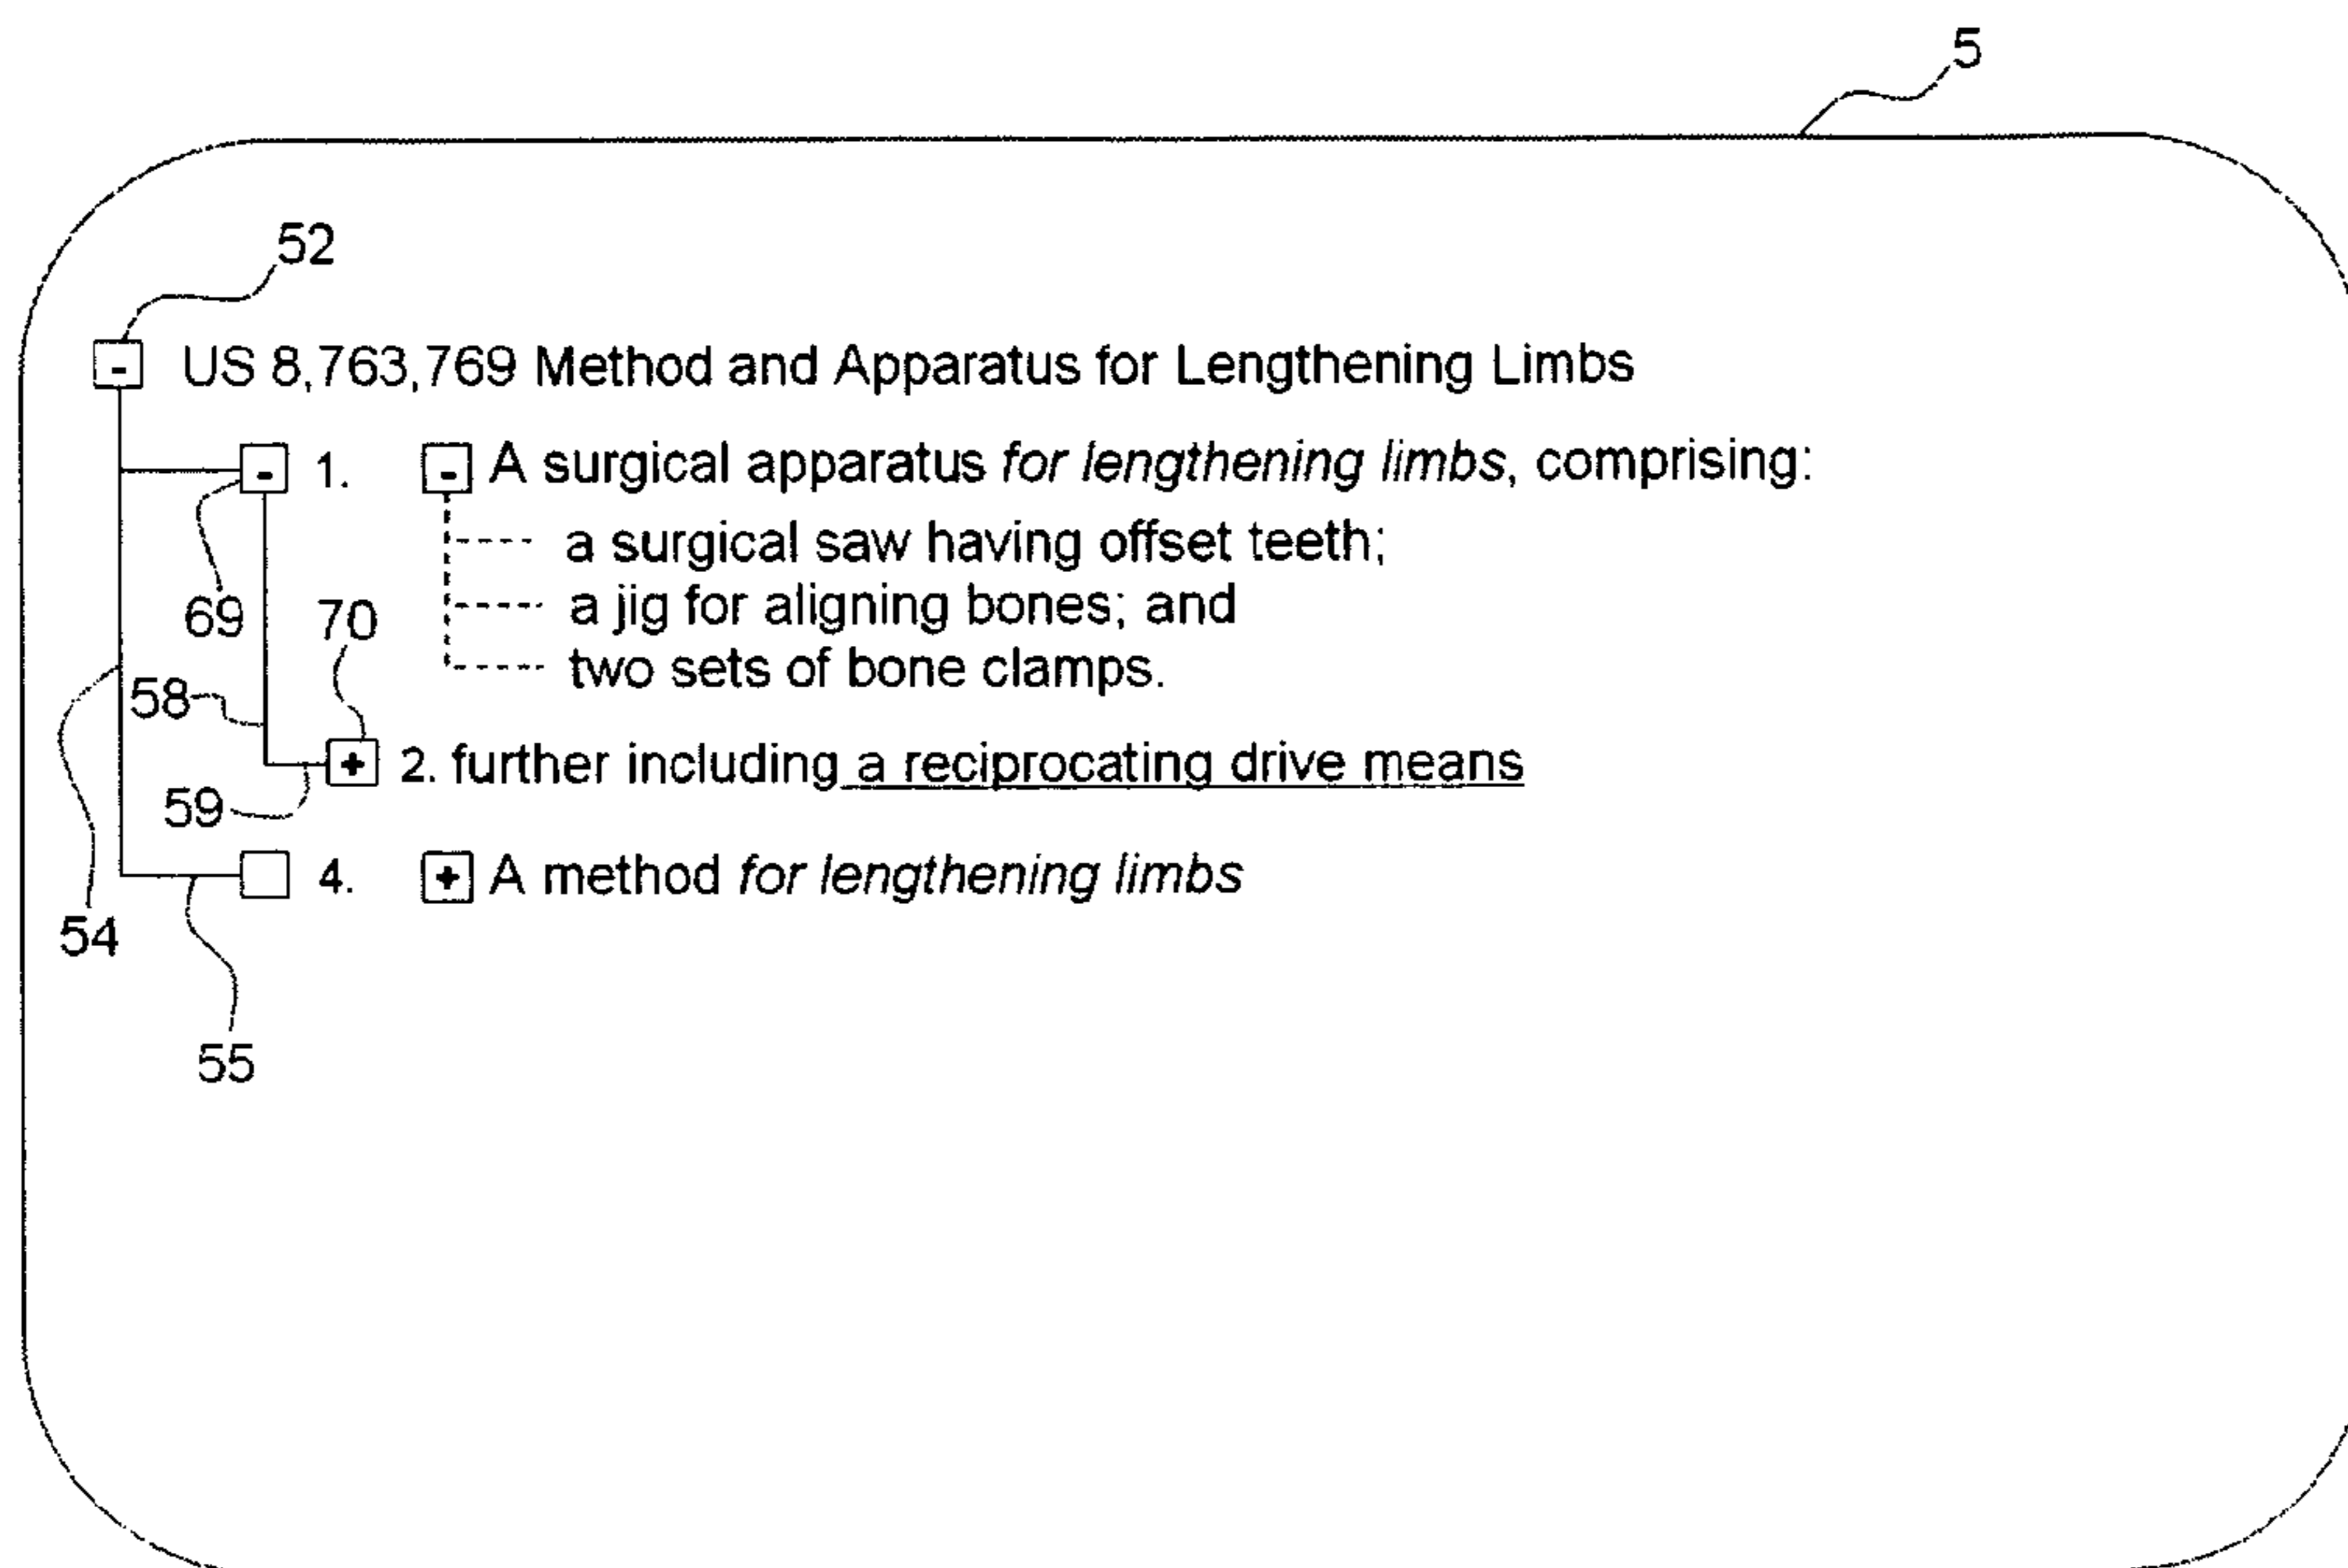 5
52
- US 8,763,769 Method and Apparatus for Lengthening Limbs
- 1. - A surgical apparatus for lengthening limbs, comprising:
a surgical saw having offset teeth;
69 70 a jig for aligning bones; and
two sets of bone clamps.
58
+ 2. further including a reciprocating drive means
59
4. + A method for lengthening limbs
54
55